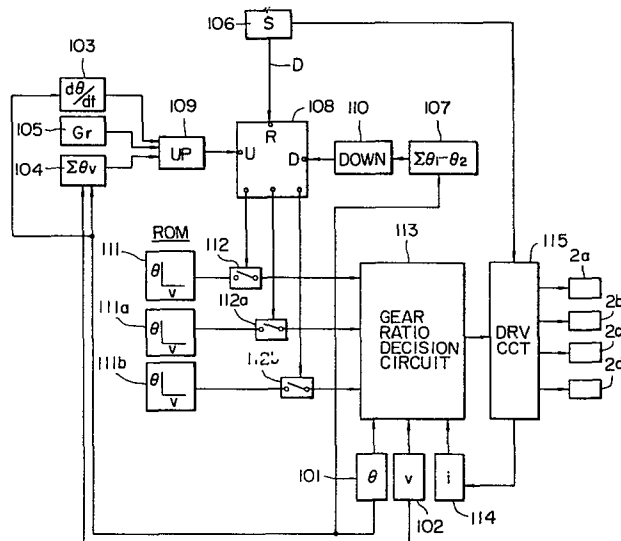 106
S
103
D
dθ/dt
109
108
110
107
105
Gr
R
UP
U
D
DOWN
Σθ1-θ2
104
Σθv
ROM
112
113
115
111
θ
v
112a
2a
111a
θ
v
GEAR
RATIO
DECISION
CIRCUIT
DRV
CCT
2b
111b
θ
v
101
θ
v
i
102
114